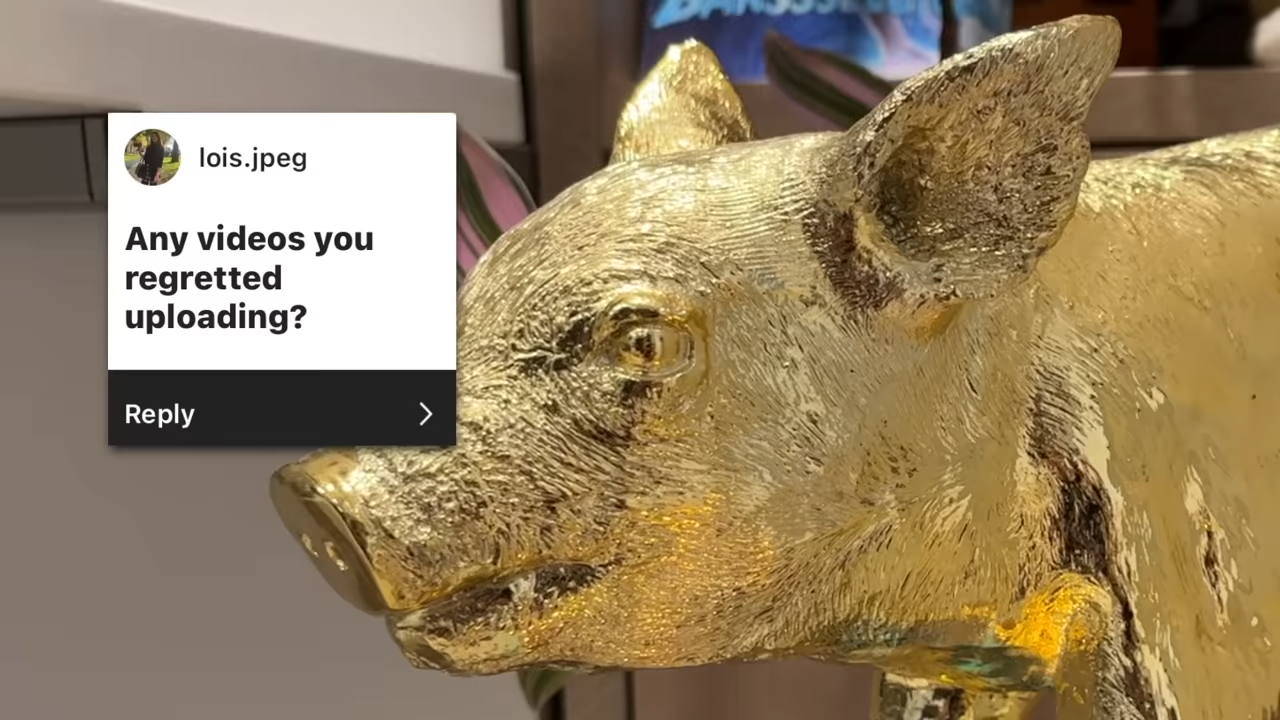 lois.jpeg
Any videos you
regretted
uploading?
Reply